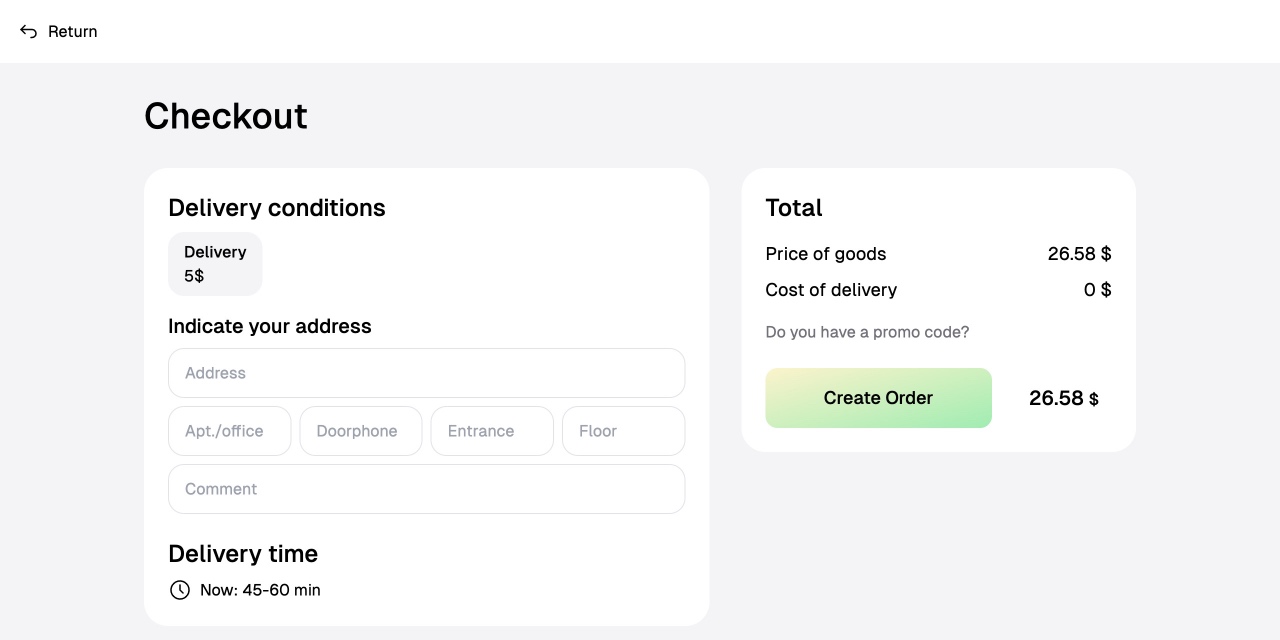 Return
Checkout
Delivery conditions
Delivery
5$
Indicate your address
Address
Apt./office
Doorphone
Entrance
Floor
Comment
Delivery time
Now: 45-60 min
Total
Price of goods 26.58 $
Cost of delivery 0 $
Do you have a promo code?
Create Order 26.58 $